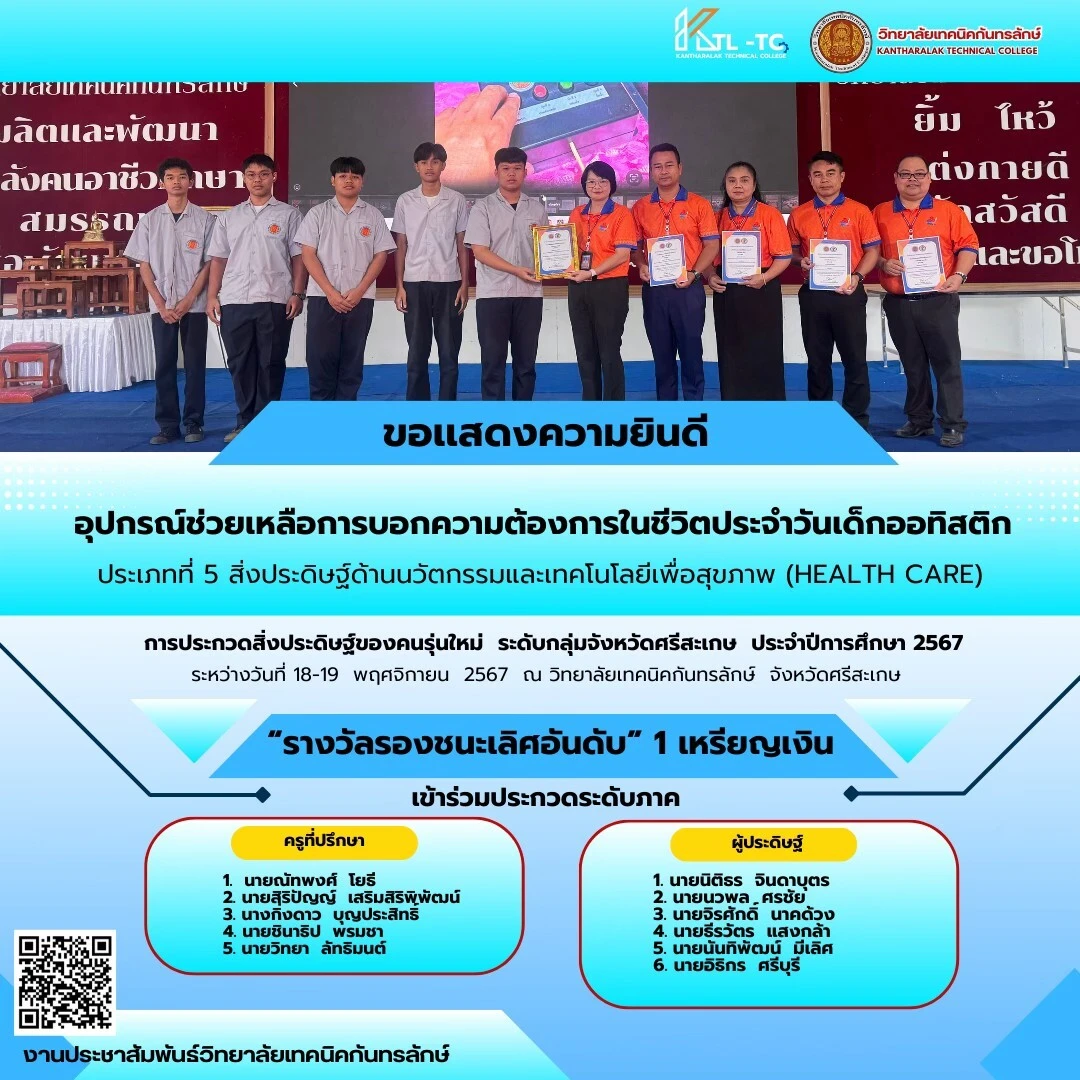 KTL -TC
KANTHARALAK TECHNICAL COLLEGE
วิทยาลัยเทคนิคกันทรลักษ์
KANTHARALAK TECHNICAL COLLEGE
ยาลัยเทคนิคกันทรลักษ์
ลิตและพัฒนา
สมรรถน
ยิ้ม ไหว้
ต่งกายดี
สวัสดี
และขอโ
ขอแสดงความยินดี
อุปกรณ์ช่วยเหลือการบอกความต้องการในชีวิตประจำวันเด็กออทิสติก
ประเภทที่ 5 สิ่งประดิษฐ์ด้านนวัตกรรมและเทคโนโลยีเพื่อสุขภาพ (HEALTH CARE)
การประกวดสิ่งประดิษฐ์ของคนรุ่นใหม่ ระดับกลุ่มจังหวัดศรีสะเกษ ประจำปีการศึกษา 2567
ระหว่างวันที่ 18-19 พฤศจิกายน 2567 ณ วิทยาลัยเทคนิคกันทรลักษ์ จังหวัดศรีสะเกษ
“รางวัลรองชนะเลิศอันดับ” 1 เหรียญเงิน
เข้าร่วมประกวดระดับภาค
ครูที่ปรึกษา
1. นายณัทพงศ์ โยธี
2. นายสิริปัญญ์ เสริมสิริพิพัฒน์
3. นางกิ่งดาว บุญประสิทธิ์
4. นายชินาธิป พรมชา
5. นายวิทยา ลัทธิมนต์
ผู้ประดิษฐ์
1. นายนิติธร จินดาบุตร
2. นายนวพล ศรชัย
3. นายจิรศักดิ์ นาคด้วง
4. นายธีรวัตร แสงกล้า
5. นายนันทิพัฒน์ มีเลิศ
6. นายอิธิกร ศรีบุรี
งานประชาสัมพันธ์วิทยาลัยเทคนิคกันทรลักษ์